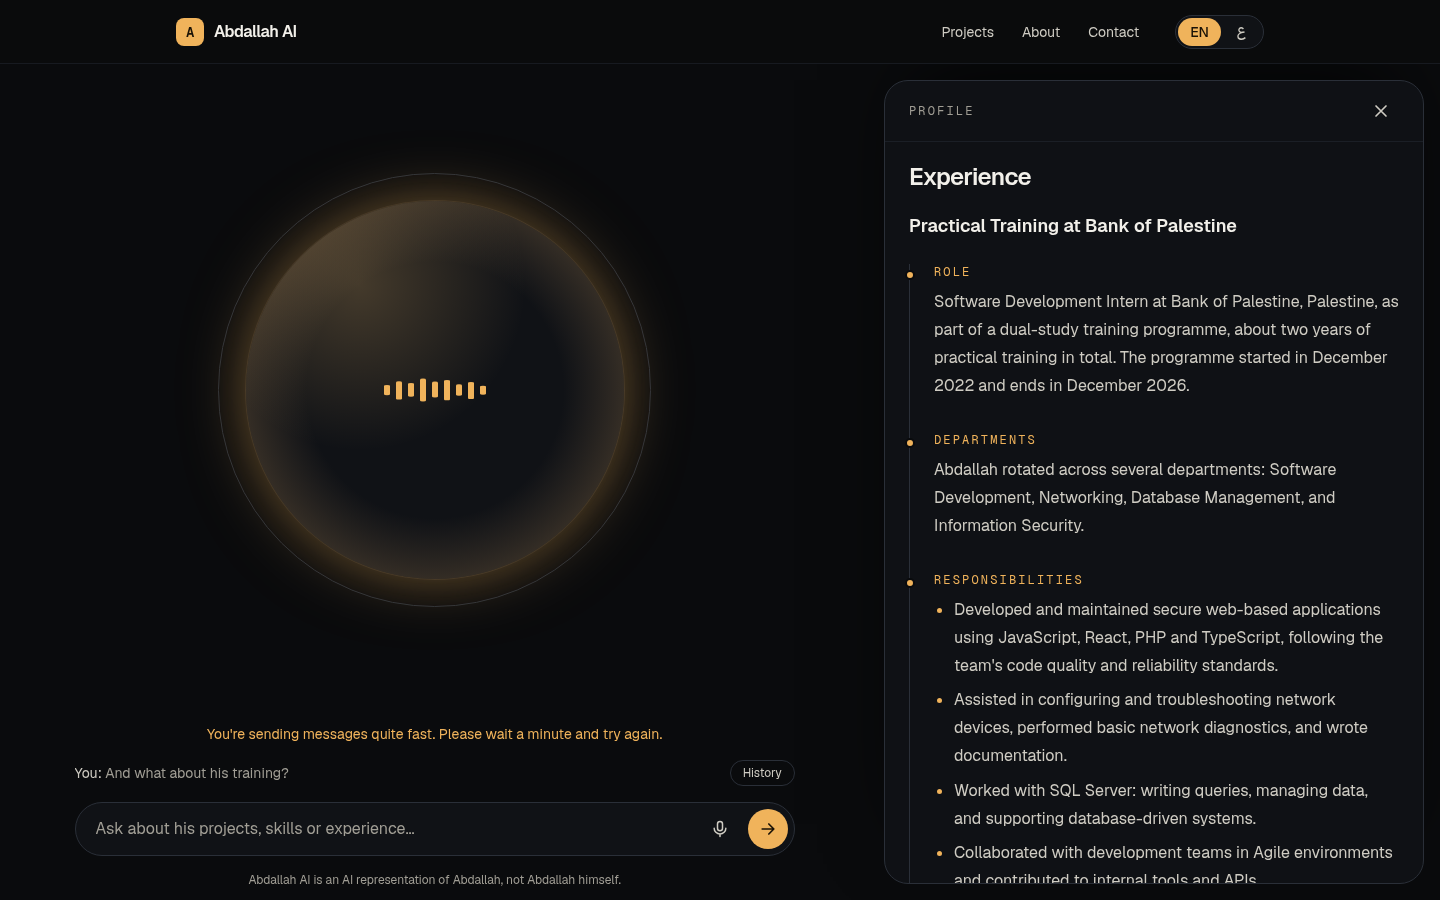 A Abdallah AI
Projects About Contact EN ع
PROFILE
Experience
Practical Training at Bank of Palestine
ROLE
Software Development Intern at Bank of Palestine, Palestine, as
part of a dual-study training programme, about two years of
practical training in total. The programme started in December
2022 and ends in December 2026.
DEPARTMENTS
Abdallah rotated across several departments: Software
Development, Networking, Database Management, and
Information Security.
RESPONSIBILITIES
Developed and maintained secure web-based applications
using JavaScript, React, PHP and TypeScript, following the
team's code quality and reliability standards.
Assisted in configuring and troubleshooting network
devices, performed basic network diagnostics, and wrote
documentation.
Worked with SQL Server: writing queries, managing data,
and supporting database-driven systems.
Collaborated with development teams in Agile environments
and contributed to internal tools and APIs.
You're sending messages quite fast. Please wait a minute and try again.
You: And what about his training?
History
Ask about his projects, skills or experience...
Abdallah AI is an AI representation of Abdallah, not Abdallah himself.